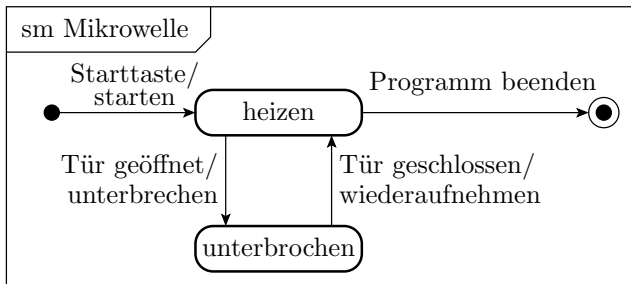 sm Mikrowelle
Starttaste/
starten
Programm beenden
heizen
Tür geöffnet/
unterbrechen
Tür geschlossen/
wiederaufnehmen
unterbrochen